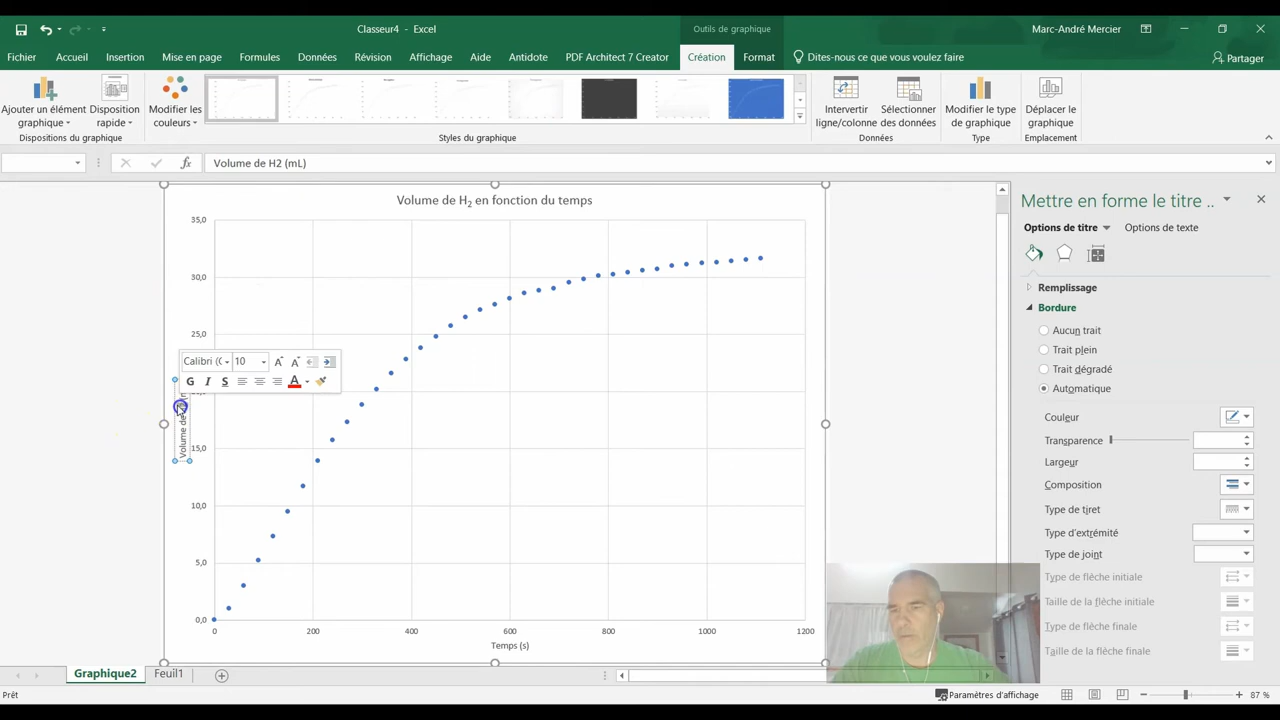 Classeur4 - Excel
Outils de graphique
Marc-André Mercier
Fichier Accueil Insertion Mise en page Formules Données Révision Affichage Aide Antidote PDF Architect 7 Creator Création Format Dites-nous ce que vous voulez faire
Partager
Ajouter un élément graphique
Disposition rapide
Modifier les couleurs
Intervertir ligne/colonne
Sélectionner des données
Modifier le type de graphique
Déplacer le graphique
Dispositions du graphique
Styles du graphique
Données
Type
Emplacement
fx
Volume de H2 (mL)
Volume de H₂ en fonction du temps
35,0
30,0
25,0
Calibri (C 10
G I S A
15,0
10,0
5,0
0,0
Volume de
0 200 400 600 800 1000 1200
Temps (s)
Mettre en forme le titre ..
Options de titre
Options de texte
Remplissage
Bordure
Aucun trait
Trait plein
Trait dégradé
Automatique
Couleur
Transparence
Largeur
Composition
Type de tiret
Type d'extrémité
Type de joint
Type de flèche initiale
Taille de la flèche initiale
Type de flèche finale
Taille de la flèche finale
Graphique2 Feuil1
Prêt
Paramètres d'affichage
87 %